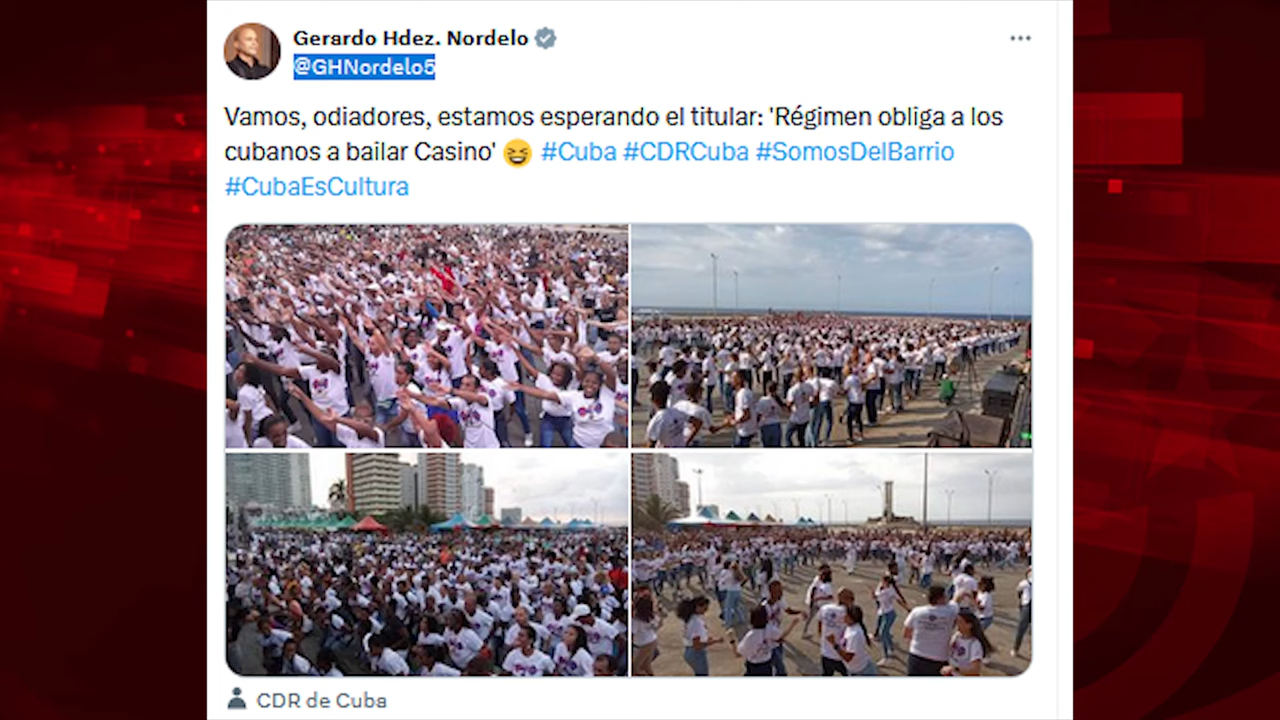 Gerardo Hdez. Nordelo
@GHNordelo5
Vamos, odiadores, estamos esperando el titular: 'Régimen obliga a los
cubanos a bailar Casino' 😆 #Cuba #CDRCuba #SomosDelBarrio
#CubaEsCultura
CDR de Cuba